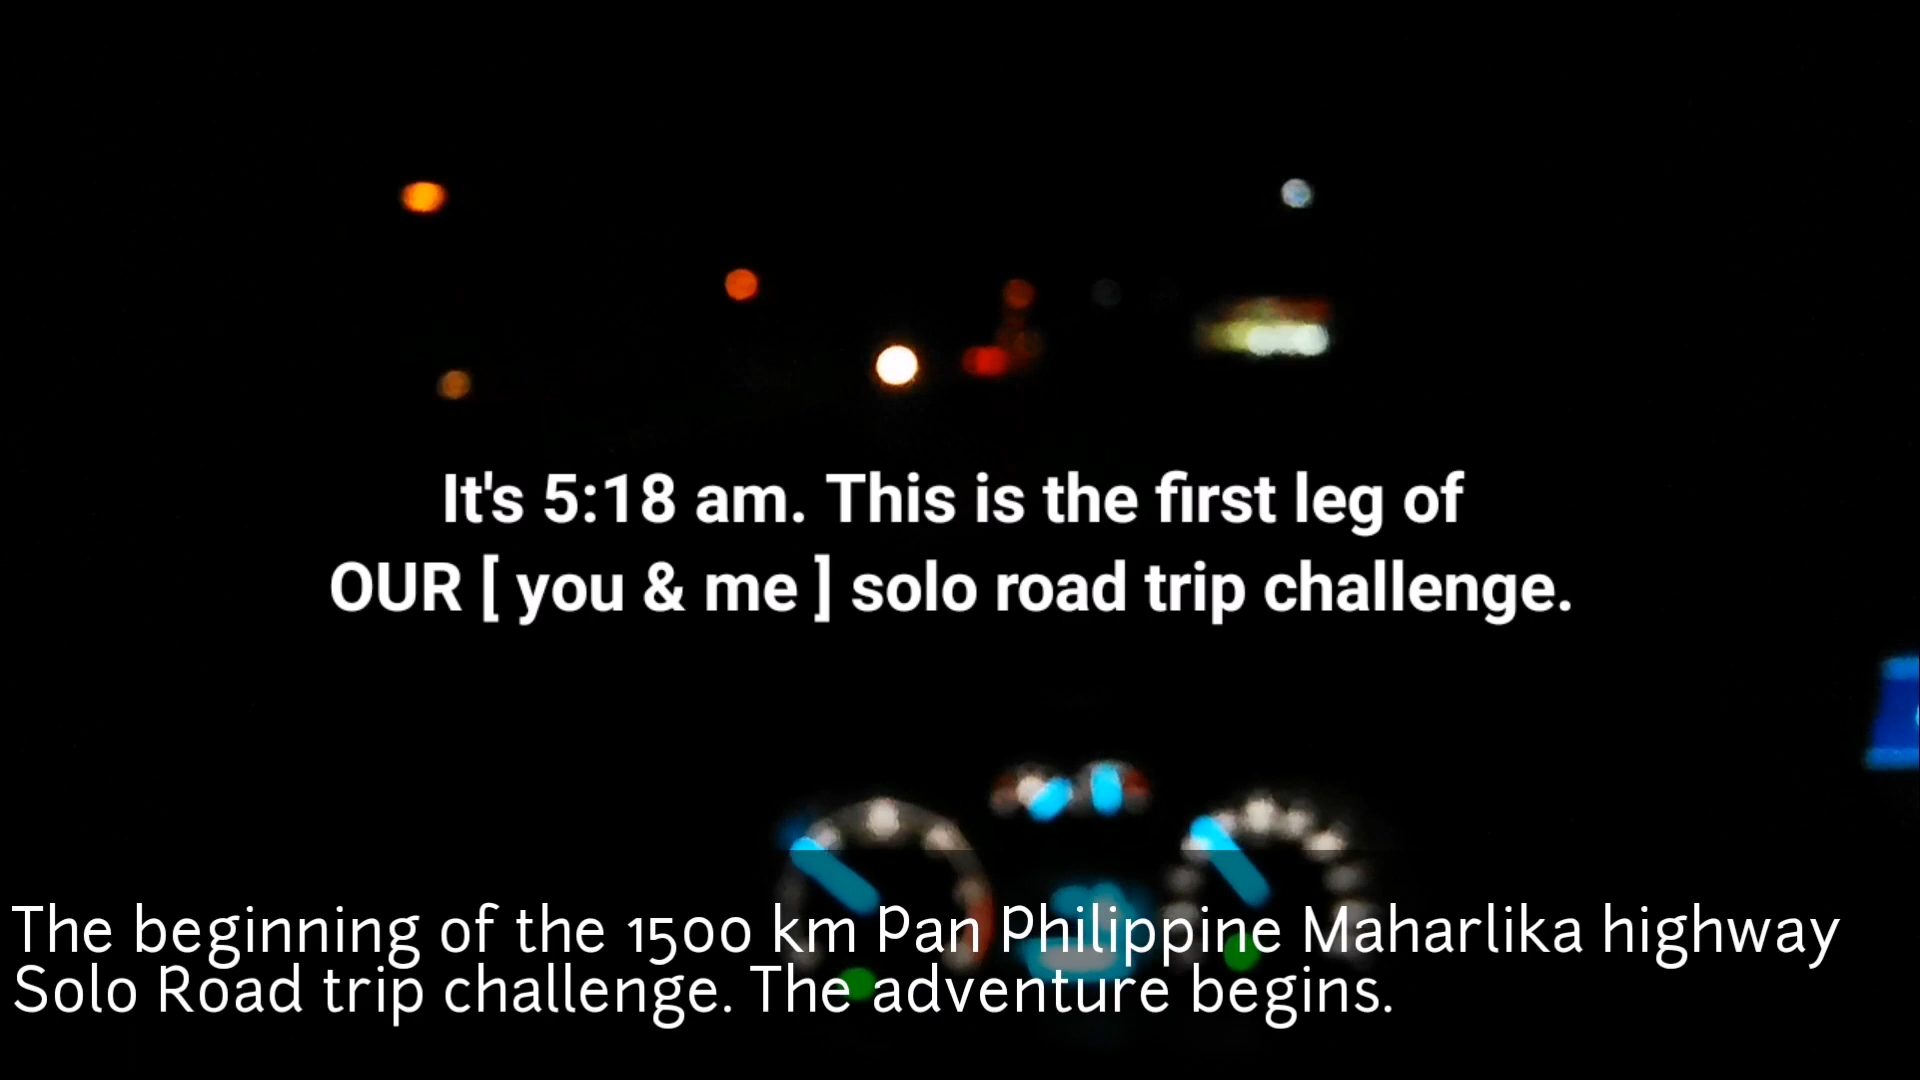 It's 5:18 am. This is the first leg of
OUR [ you & me ] solo road trip challenge.
The beginning of the 1500 km Pan Philippine Maharlika highway
Solo Road trip challenge. The adventure begins.